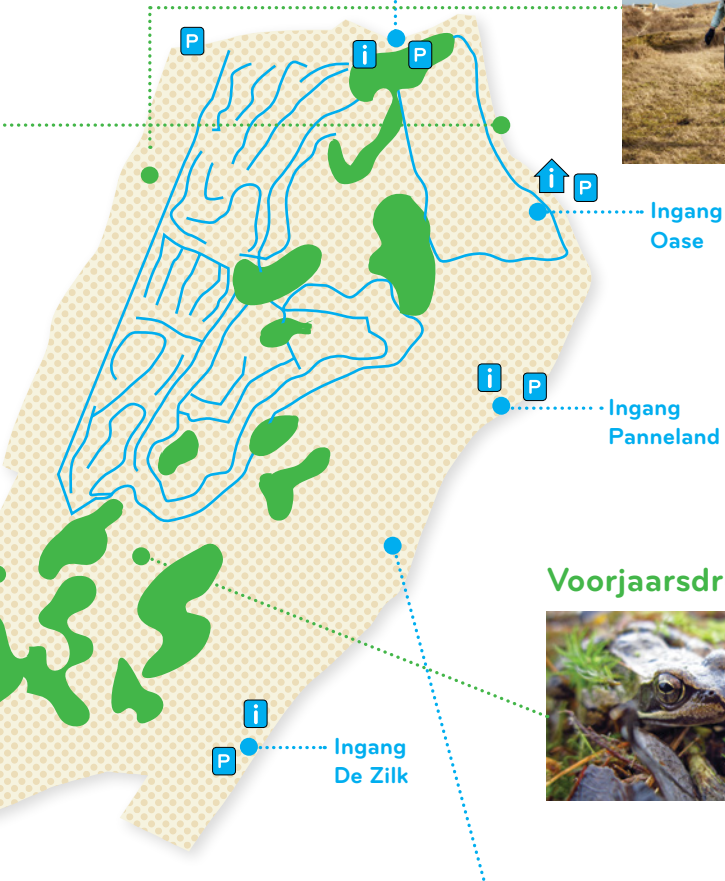 P
i
P
i
P
Ingang
Oase
i
P
Ingang
Panneland
Voorjaarsdr
i
P
Ingang
De Zilk